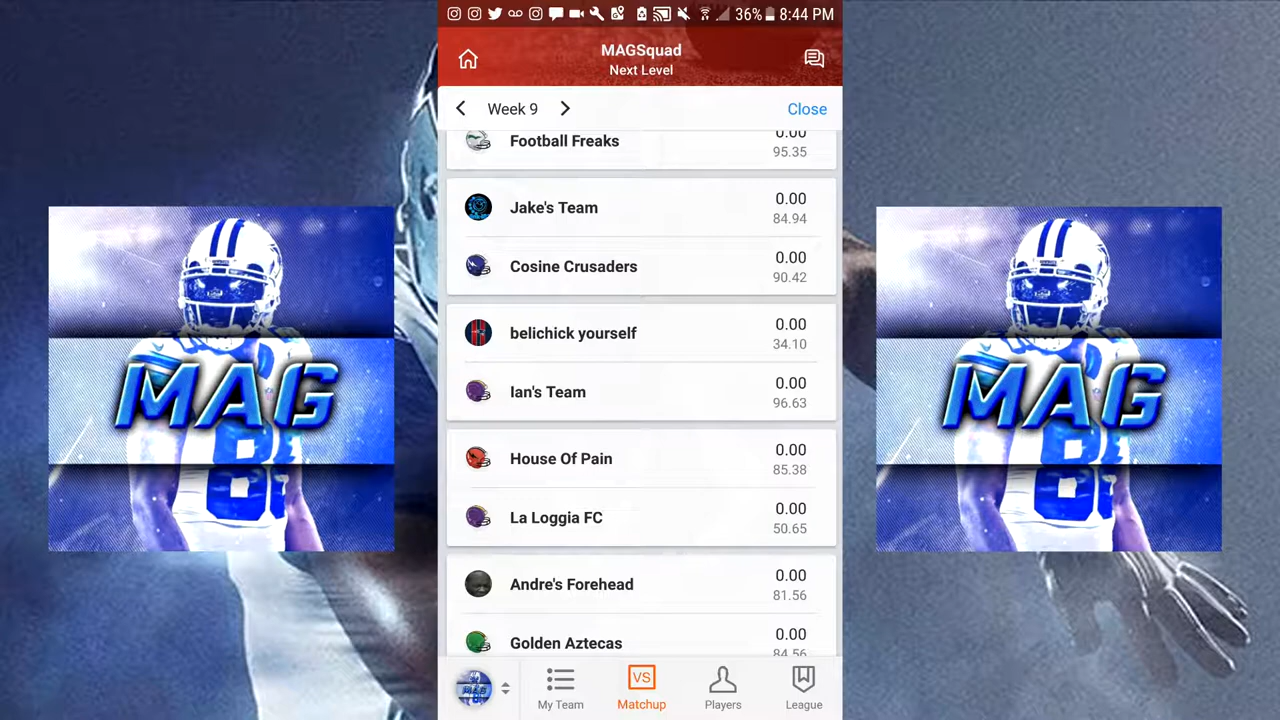 36% 8:44 PM
MAGSquad
Next Level
Week 9
Close
Football Freaks
0.00
95.35
Jake's Team
0.00
84.94
Cosine Crusaders
0.00
90.42
belichick yourself
0.00
34.10
Ian's Team
0.00
96.63
House Of Pain
0.00
85.38
La Loggia FC
0.00
50.65
Andre's Forehead
0.00
81.56
Golden Aztecas
0.00
84.56
MAG
VS
My Team
Matchup
Players
League
MAG
MAG